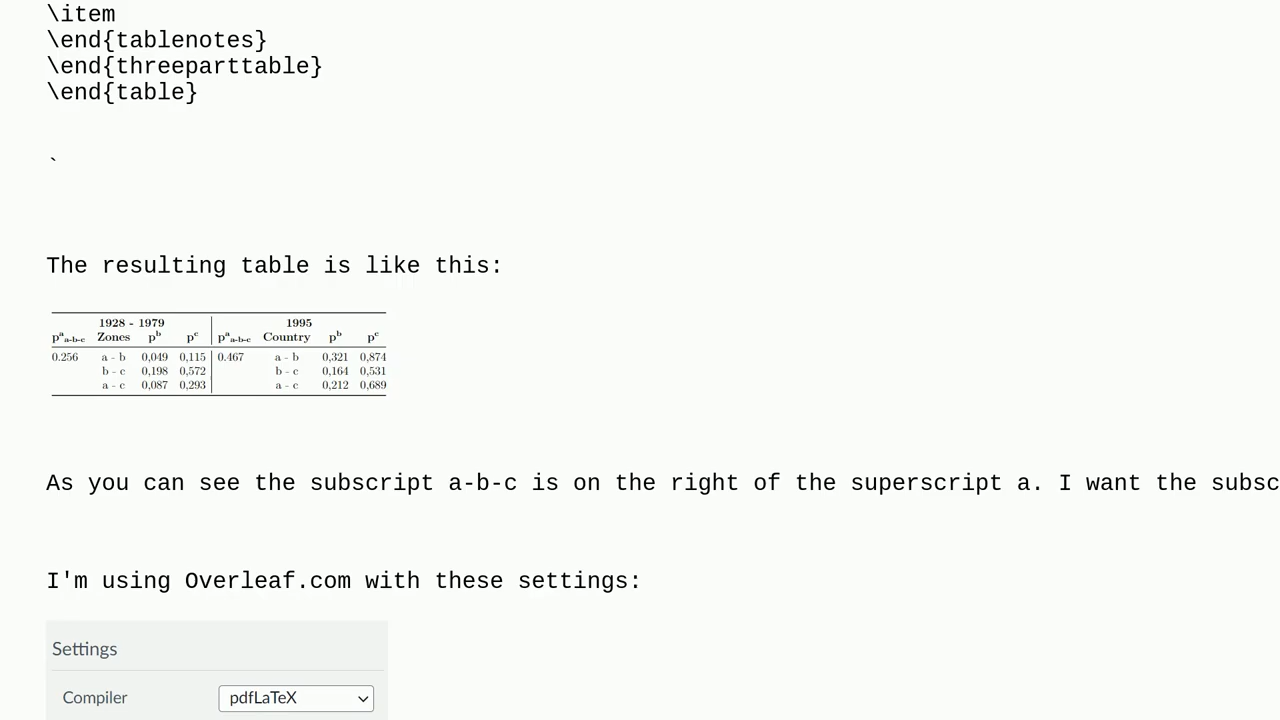 \item
\end{tablenotes}
\end{threeparttable}
\end{table}
`
The resulting table is like this:
1928 - 1979 1995
pᵃa-b-c Zones pᵇ pᶜ pᵃa-b-c Country pᵇ pᶜ
0.256 a - b 0,049 0,115 0.467 a - b 0,321 0,874
b - c 0,198 0,572 b - c 0,164 0,531
a - c 0,087 0,293 a - c 0,212 0,689
As you can see the subscript a-b-c is on the right of the superscript a. I want the subsc
I'm using Overleaf.com with these settings:
Settings
Compiler pdfLaTeX